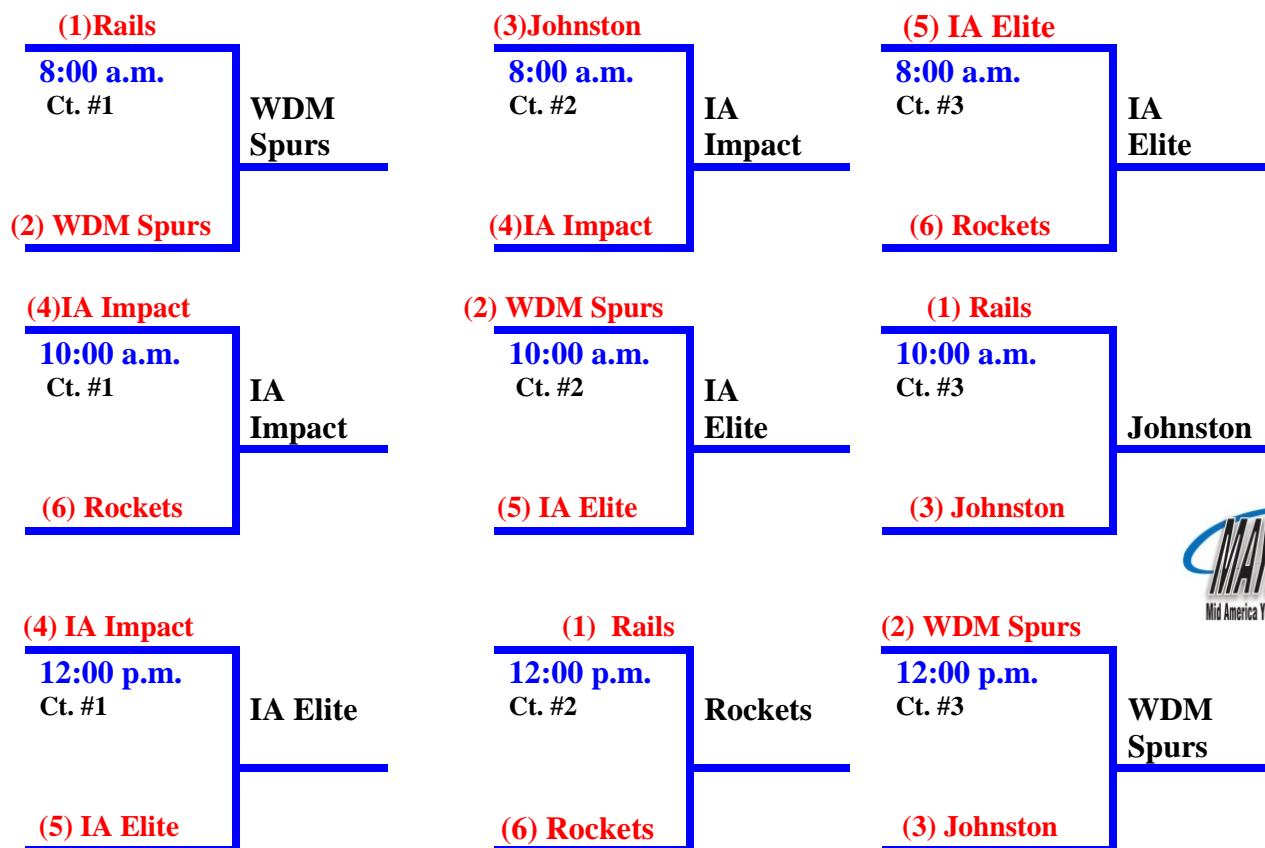 (1)Rails
8:00 a.m.
Ct. #1
WDM
Spurs
(2) WDM Spurs
(3)Johnston
8:00 a.m.
Ct. #2
IA
Impact
(4)IA Impact
(5) IA Elite
8:00 a.m.
Ct. #3
IA
Elite
(6) Rockets
(4)IA Impact
10:00 a.m.
Ct. #1
IA
Impact
(6) Rockets
(2) WDM Spurs
10:00 a.m.
Ct. #2
IA
Elite
(5) IA Elite
(1) Rails
10:00 a.m.
Ct. #3
Johnston
(3) Johnston
Mid America
(4) IA Impact
12:00 p.m.
Ct. #1
IA Elite
(5) IA Elite
(1) Rails
12:00 p.m.
Ct. #2
Rockets
(6) Rockets
(2) WDM Spurs
12:00 p.m.
Ct. #3
WDM
Spurs
(3) Johnston